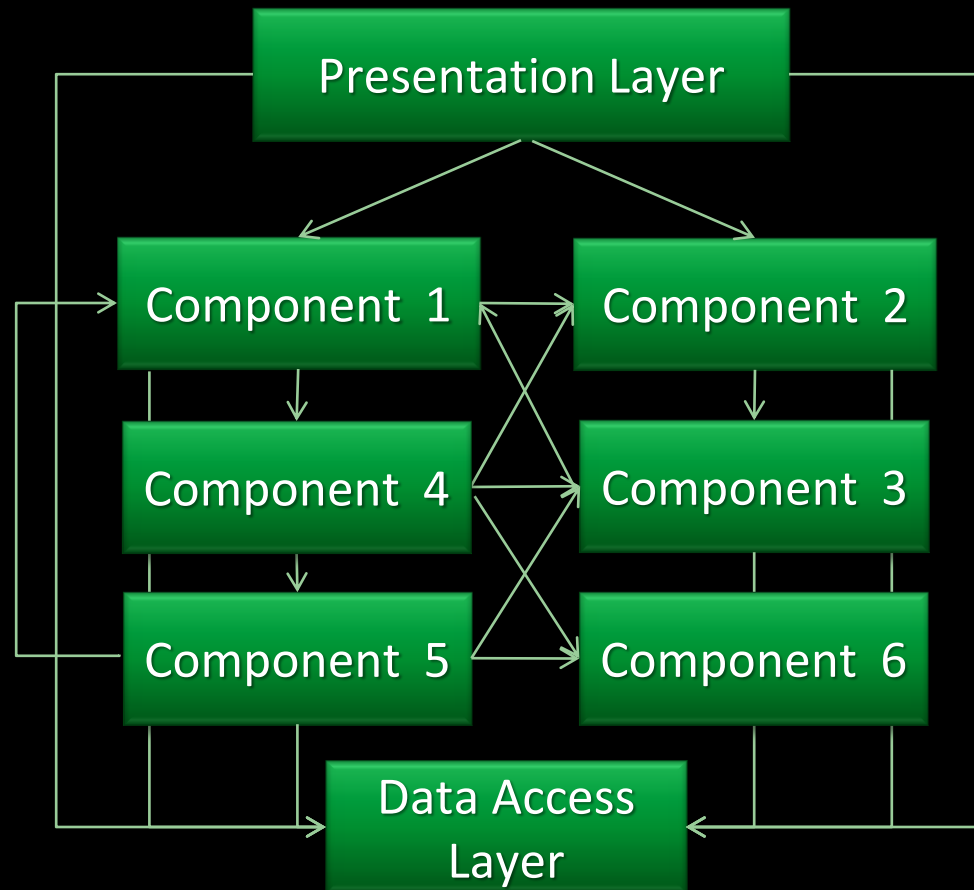 Presentation Layer
Component 1
Component 2
Component 4
Component 3
Component 5
Component 6
Data Access
Layer